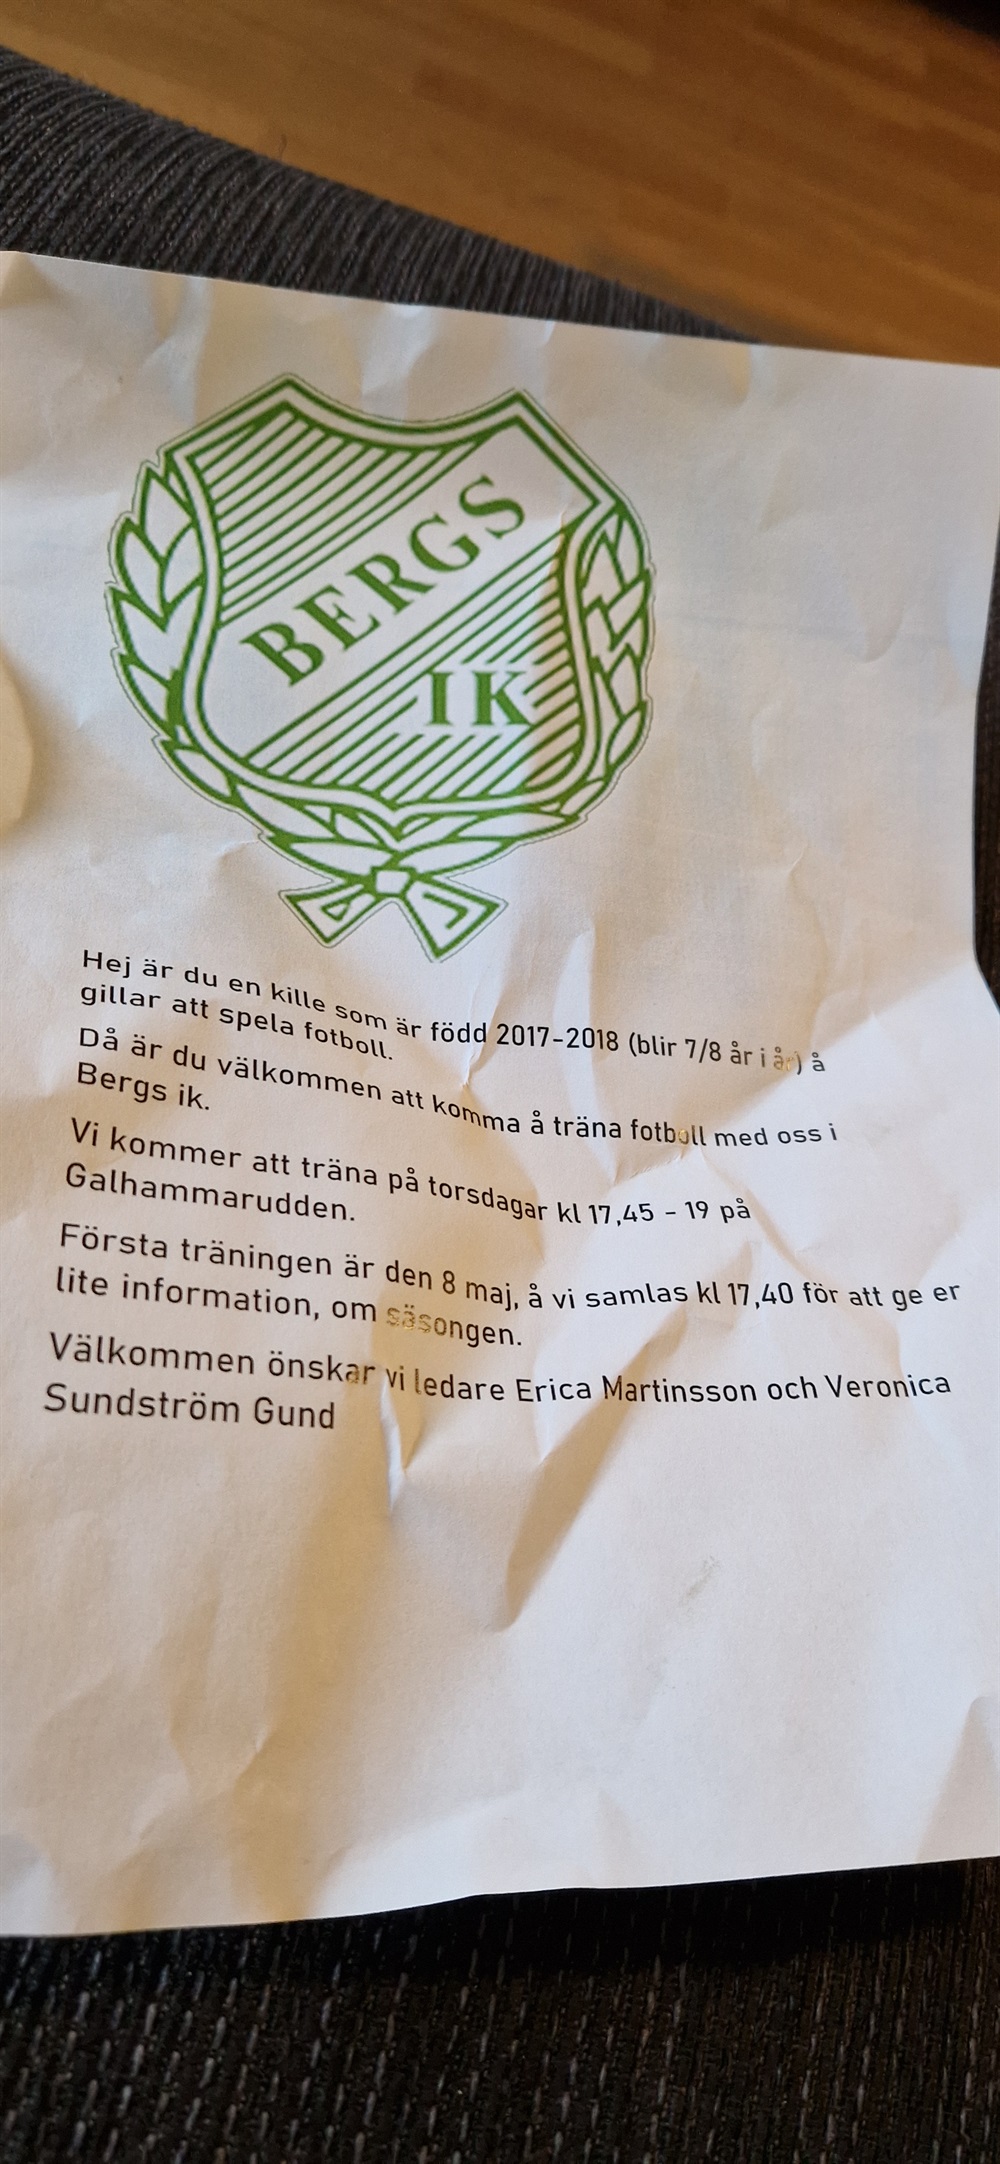 BERGS
IK
Hej är du en kille som är född 2017-2018 (blir 7/8 år i år) å
gillar att spela fotboll.
Då är du välkommen att komma å träna fotboll med oss i
Bergs ik.
Vi kommer att träna på torsdagar kl 17,45 - 19 på
Galhammarudden.
Första träningen är den 8 maj, å vi samlas kl 17,40 för att ge er
lite information, om säsongen.
Välkommen önskar vi ledare Erica Martinsson och Veronica
Sundström Gund